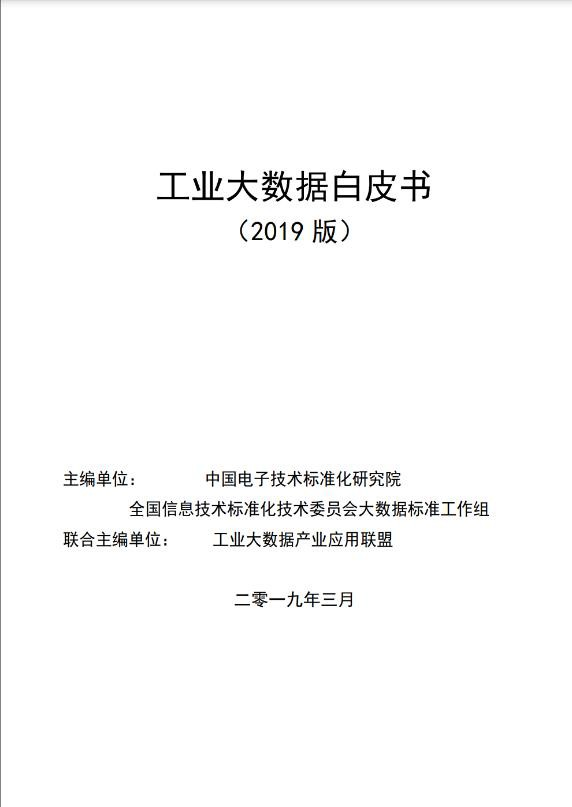 工业大数据白皮书
（2019 版）
主编单位： 中国电子技术标准化研究院
全国信息技术标准化技术委员会大数据标准工作组
联合主编单位： 工业大数据产业应用联盟
二零一九年三月